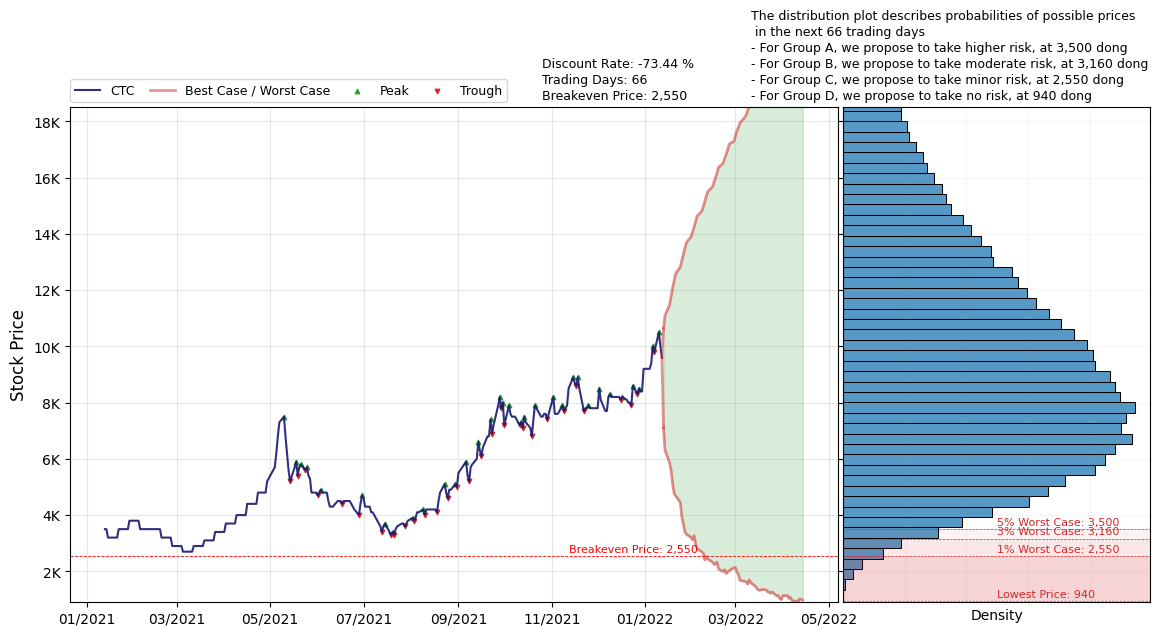 The distribution plot describes probabilities of possible prices
in the next 66 trading days
- For Group A, we propose to take higher risk, at 3,500 dong
- For Group B, we propose to take moderate risk, at 3,160 dong
- For Group C, we propose to take minor risk, at 2,550 dong
- For Group D, we propose to take no risk, at 940 dong
Discount Rate: -73.44 %
Trading Days: 66
Breakeven Price: 2,550
CTC
Best Case / Worst Case
Peak
Trough
Stock Price
18K
16K
14K
12K
10K
8K
6K
4K
2K
Breakeven Price: 2,550
5% Worst Case: 3,500
3% Worst Case: 3,160
1% Worst Case: 2,550
Lowest Price: 940
01/2021
03/2021
05/2021
07/2021
09/2021
11/2021
01/2022
03/2022
05/2022
Density